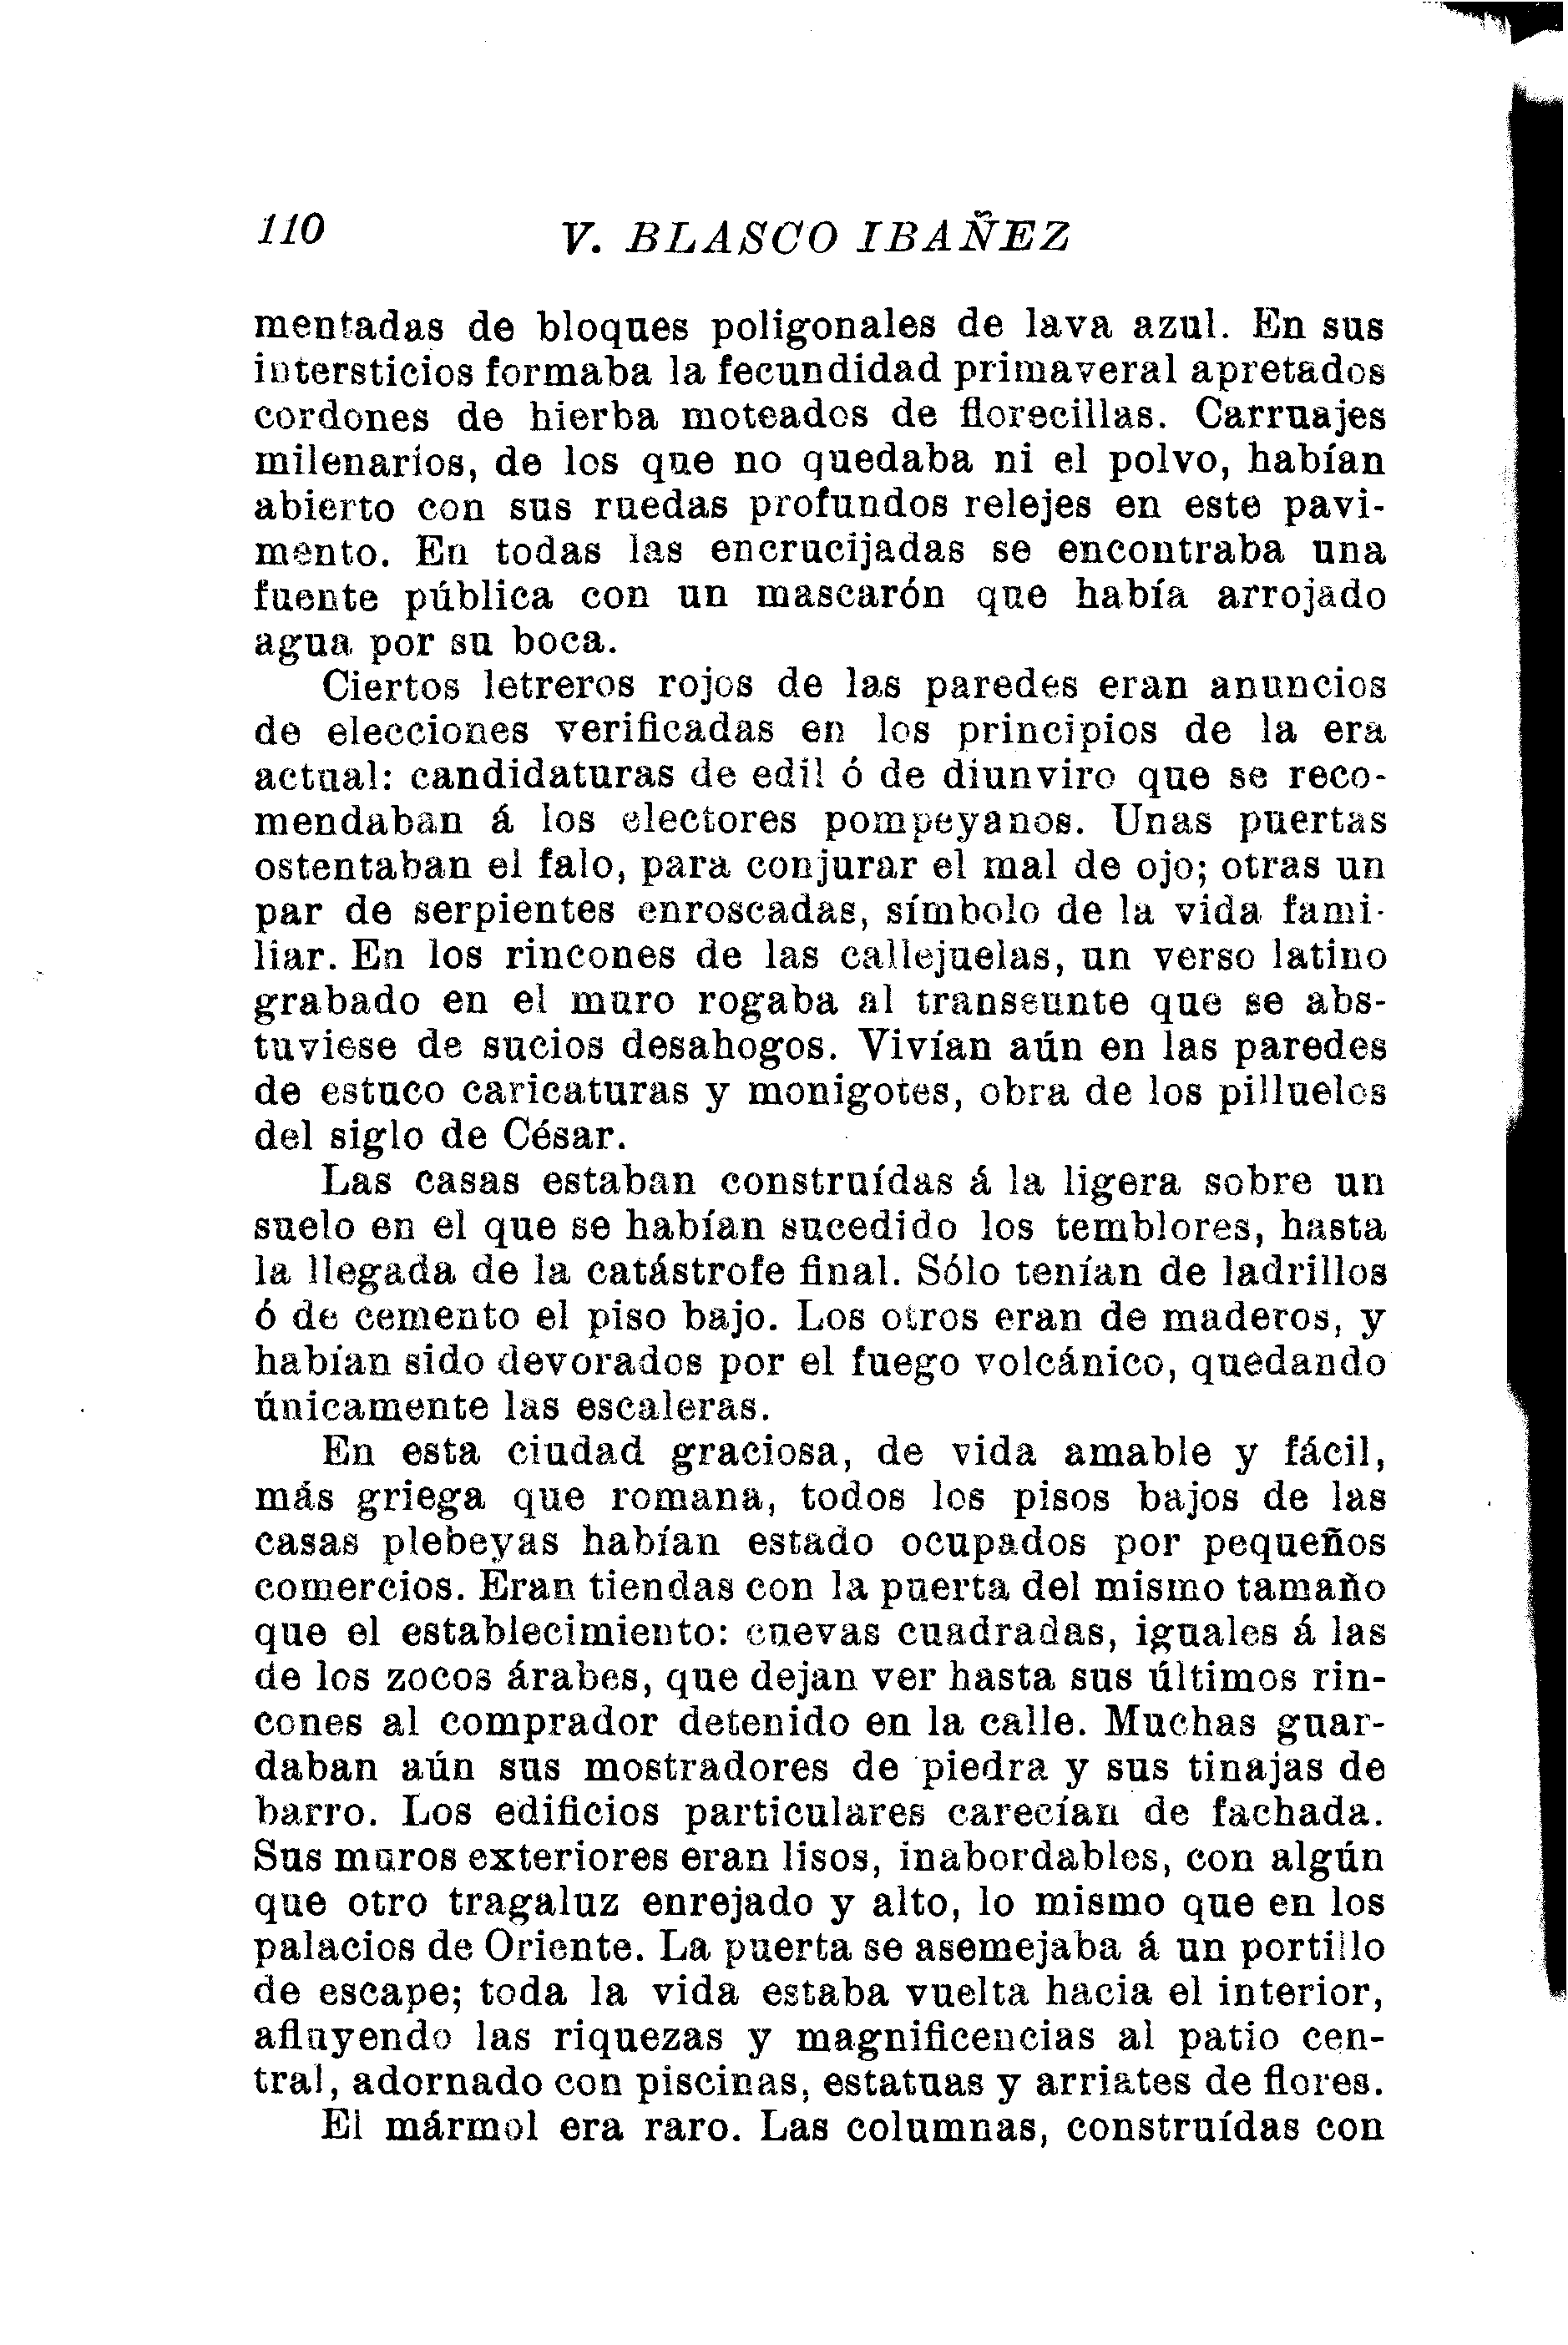 110
V. BLASCO IBAÑEZ
mentadas de bloques poligonales de lava azul. En sus
intersticios formaba la fecundidad primaveral apretados
cordones de hierba moteados de florecillas. Carruajes
milenarios, de los que no quedaba ni el polvo, habían
abierto con sus ruedas profundos relejes en este pavi-
mento. En todas las encrucijadas se encontraba una
fuente pública con un mascarón que había arrojado
agua por su boca.
Ciertos letreros rojos de las paredes eran anuncios
de elecciones verificadas en los principios de la era
actual: candidaturas de edil ó de diunviro que se reco-
mendaban á los electores pompeyanos. Unas puertas
ostentaban el falo, para conjurar el mal de ojo; otras un
par de serpientes enroscadas, símbolo de la vida fami-
liar. En los rincones de las callejuelas, un verso latino
grabado en el muro rogaba al transeunte que se abs-
tuviese de sucios desahogos. Vivían aún en las paredes
de estuco caricaturas y monigotes, obra de los pilluelos
del siglo de César.
Las casas estaban construídas á la ligera sobre un
suelo en el que se habían sucedido los temblores, hasta
la llegada de la catástrofe final. Sólo tenían de ladrillos
ó de cemento el piso bajo. Los otros eran de maderos, y
habían sido devorados por el fuego volcánico, quedando
únicamente las escaleras.
En esta ciudad graciosa, de vida amable y fácil,
más griega que romana, todos los pisos bajos de las
casas plebeyas habían estado ocupados por pequeños
comercios. Eran tiendas con la puerta del mismo tamaño
que el establecimiento: cuevas cuadradas, iguales á las
de los zocos árabes, que dejan ver hasta sus últimos rin-
cones al comprador detenido en la calle. Muchas guar-
daban aún sus mostradores de piedra y sus tinajas de
barro. Los edificios particulares carecían de fachada.
Sus muros exteriores eran lisos, inabordables, con algún
que otro tragaluz enrejado y alto, lo mismo que en los
palacios de Oriente. La puerta se asemejaba á un portillo
de escape; toda la vida estaba vuelta hacia el interior,
afluyendo las riquezas y magnificencias al patio cen-
tral, adornado con piscinas, estatuas y arriates de flores.
El mármol era raro. Las columnas, construídas con